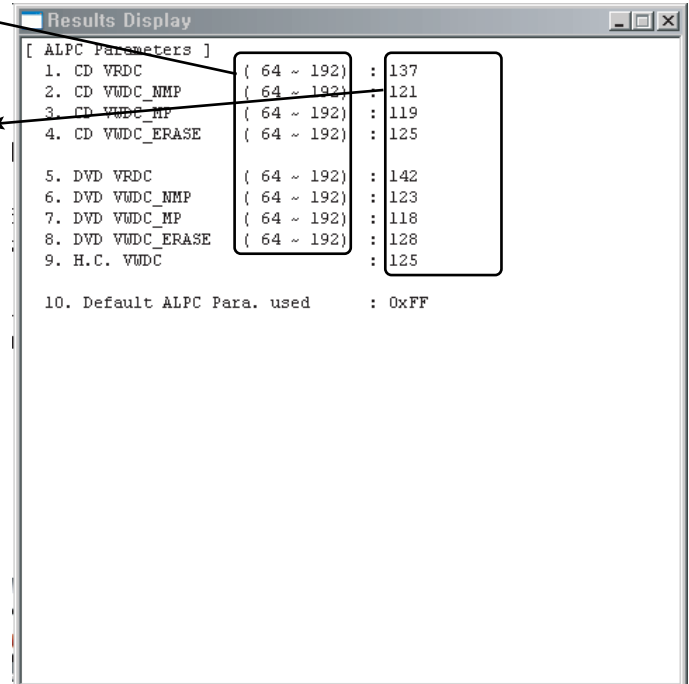 Results Display
[ ALPC Parameters ]
1. CD VRDC ( 64 ~ 192) : 137
2. CD VWDC_NMP ( 64 ~ 192) : 121
3. CD VWDC_MP ( 64 ~ 192) : 119
4. CD VWDC_ERASE ( 64 ~ 192) : 125
5. DVD VRDC ( 64 ~ 192) : 142
6. DVD VWDC_NMP ( 64 ~ 192) : 123
7. DVD VWDC_MP ( 64 ~ 192) : 118
8. DVD VWDC_ERASE ( 64 ~ 192) : 128
9. H.C. VWDC : 125
10. Default ALPC Para. used : 0xFF